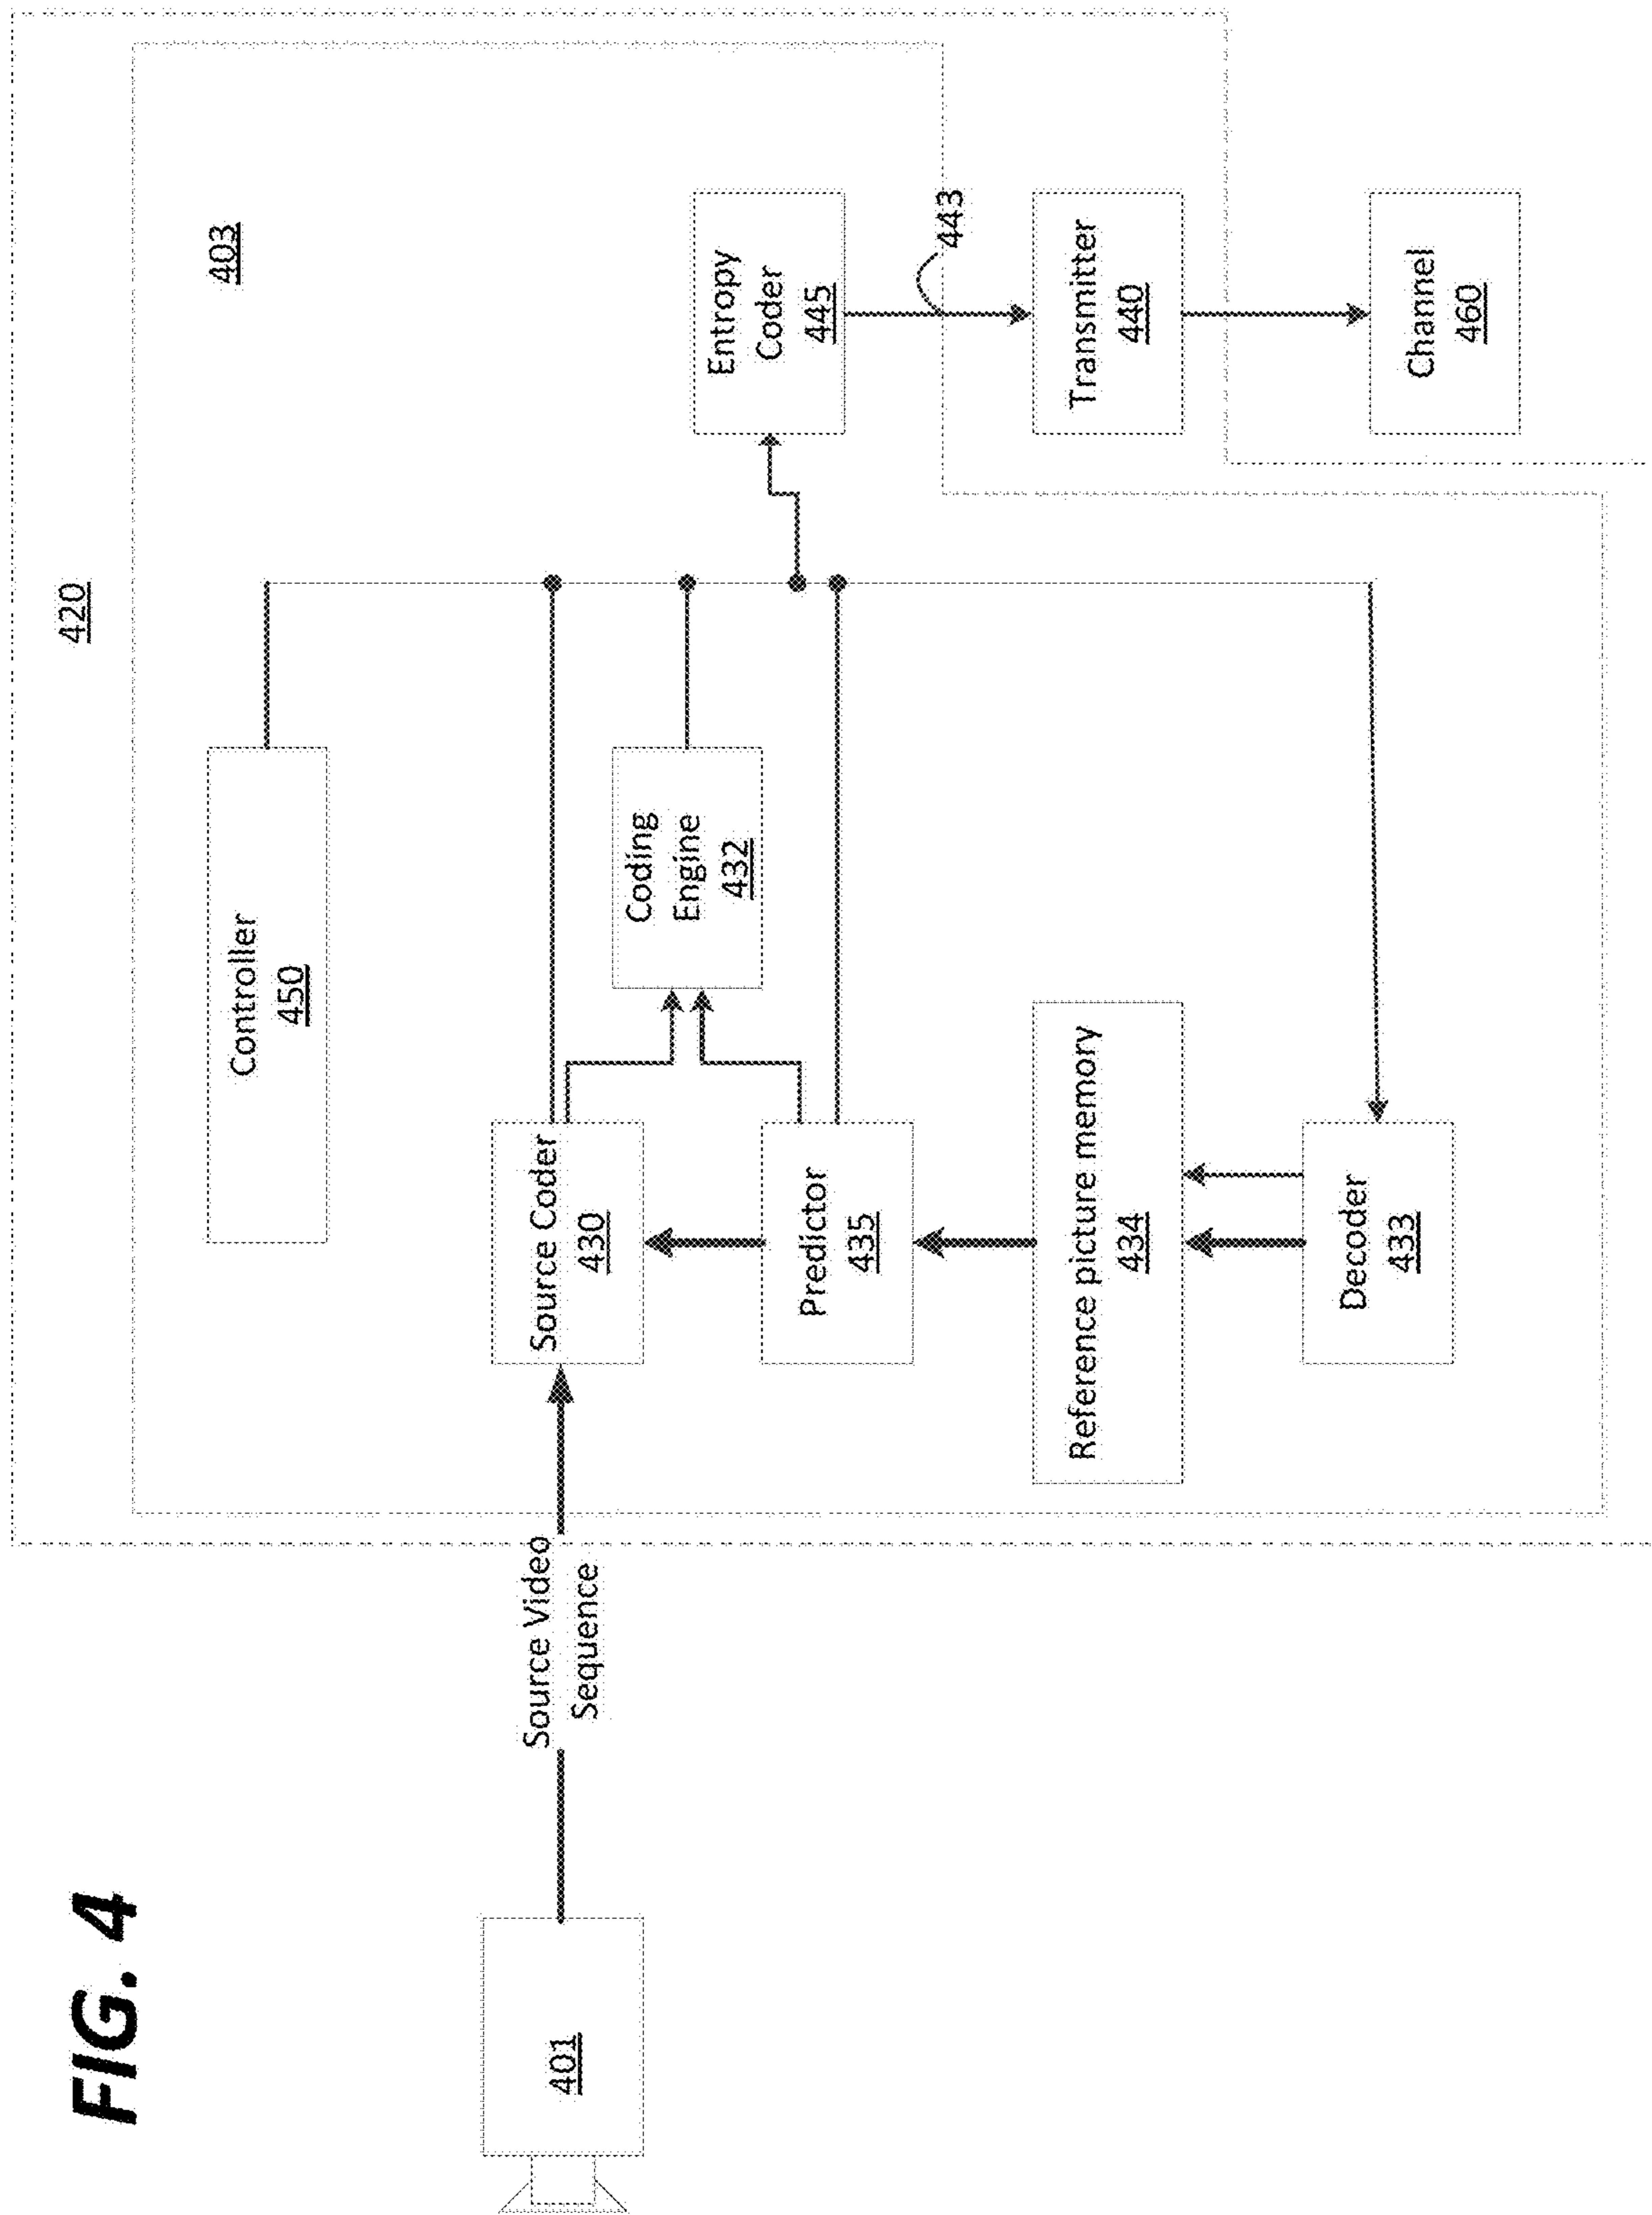 FIG. 4
420
403
Controller
450
401
Source Video
Sequence
Source Coder
430
Coding
Engine
432
Entropy
Coder
445
Predictor
435
443
Reference picture memory
434
Transmitter
440
Decoder
433
Channel
460